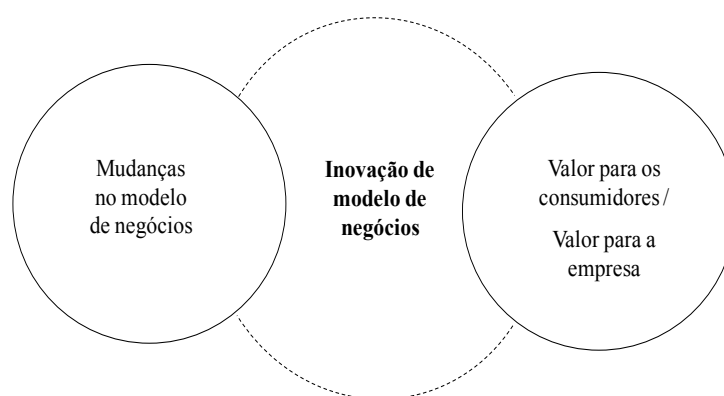 Mudanças
no modelo
de negócios
Inovação de
modelo de
negócios
Valor para os
consumidores /
Valor para a
empresa